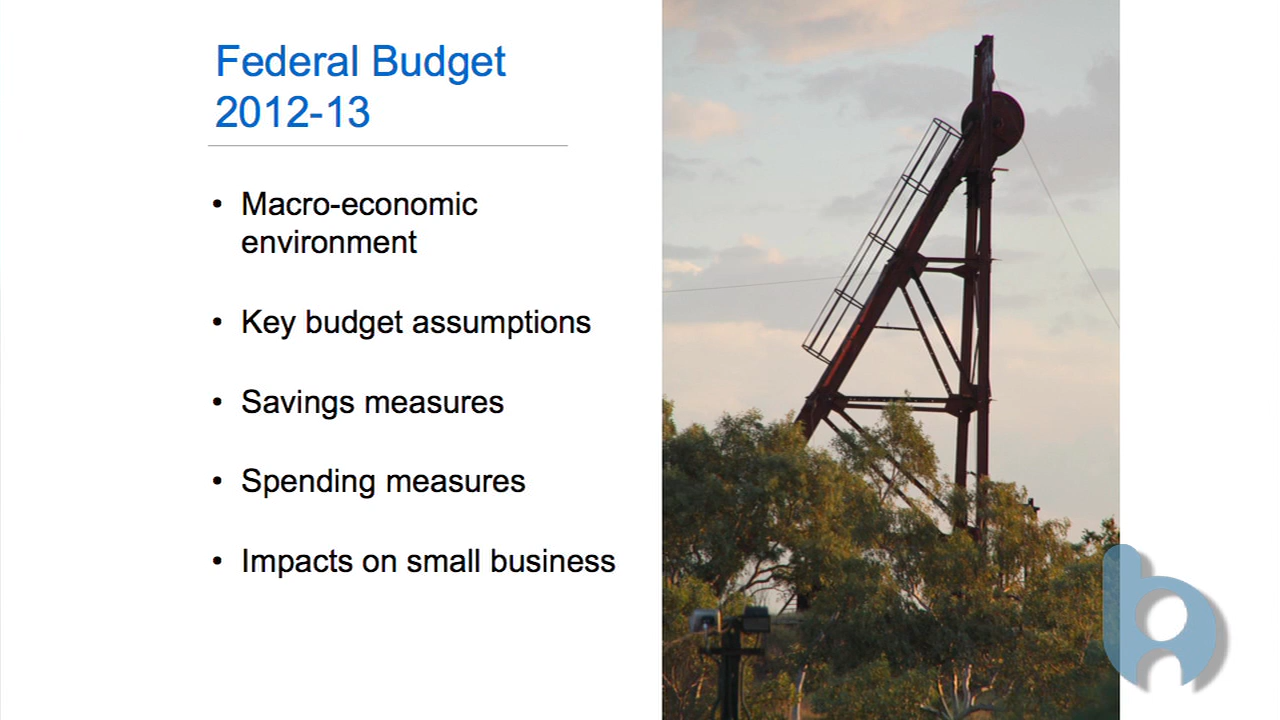 Federal Budget
2012-13
• Macro-economic
environment
• Key budget assumptions
• Savings measures
• Spending measures
• Impacts on small business